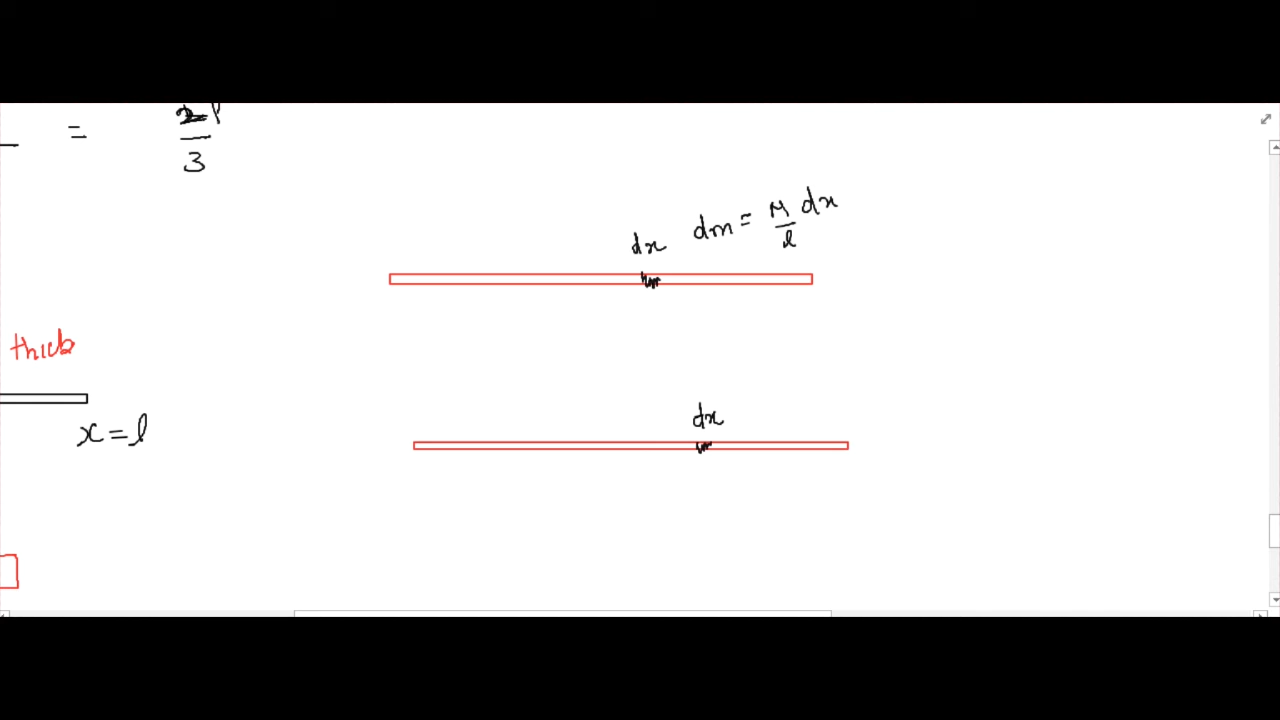 = 2l/3
dx dm = M/l dx
thick
dx
x = l